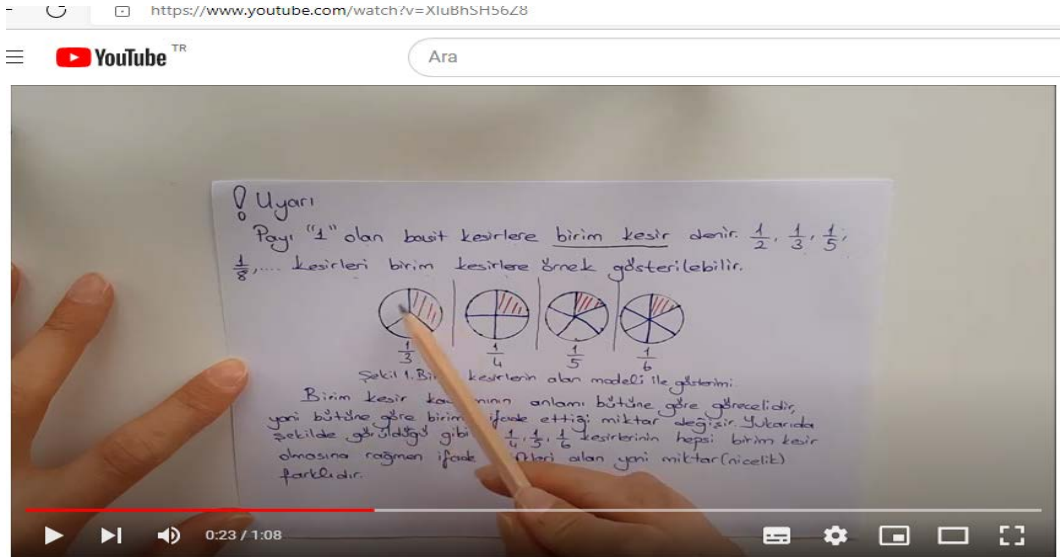 https://www.youtube.com/watch?v=XluBhSH56Z8
YouTube TR
Ara
! Uyarı
Payı "1" olan basit kesirlere birim kesir denir. 1/2, 1/3, 1/5,
1/8,.... kesirleri birim kesirlere örnek gösterilebilir.
1/3 1/4 1/5 1/6
Şekil 1. kesirlerin alan modeli ile gösterimi.
Birim kesir anlamı bütüne göre görecelidir,
yani bütüne göre birim ifade ettiği miktar değişir. Yukarıda
şekilde görüldüğü gibi 1/4, 1/5, 1/6 kesirlerinin hepsi birim kesir
olmasına rağmen ifade alan yani miktar (nicelik)
farklıdır.
0:23 / 1:08